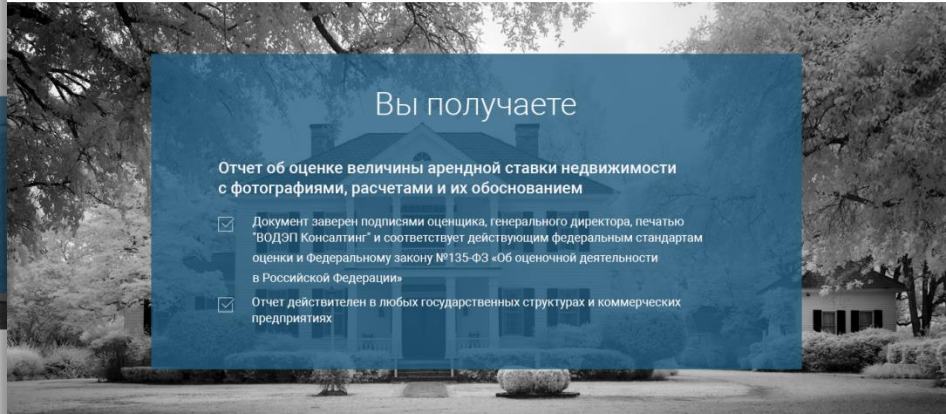 Вы получаете
Отчет об оценке величины арендной ставки недвижимости
с фотографиями, расчетами и их обоснованием
Документ заверен подписями оценщика, генерального директора, печатью
"ВОДЭП Консалтинг" и соответствует действующим федеральным стандартам
оценки и Федеральному закону №135-ФЗ «Об оценочной деятельности
в Российской Федерации»
Отчет действителен в любых государственных структурах и коммерческих
предприятиях